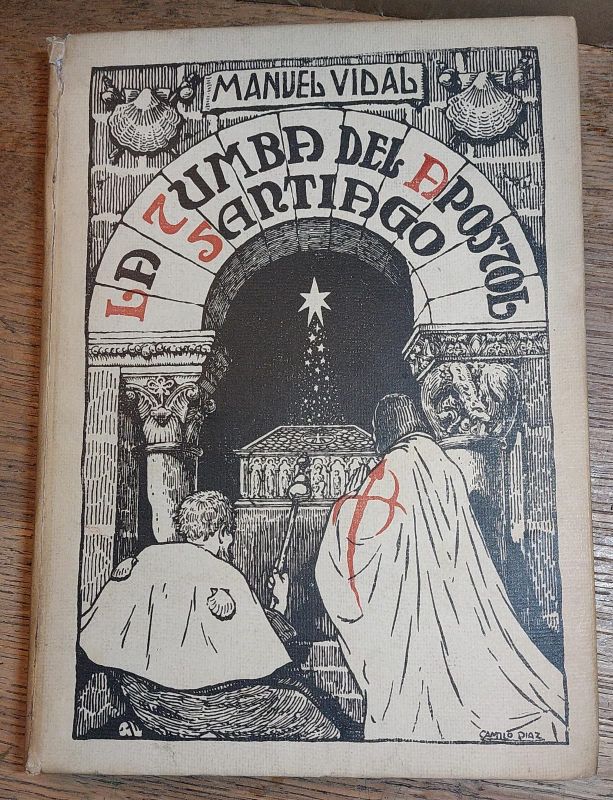 MANUEL VIDAL
LA TUMBA DEL APOSTOL
SANTIAGO
CAMILO DIAZ